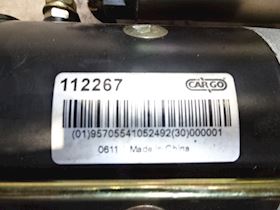 112267 CARGO
(01)95705541052492(30)000001
0611 Made in China